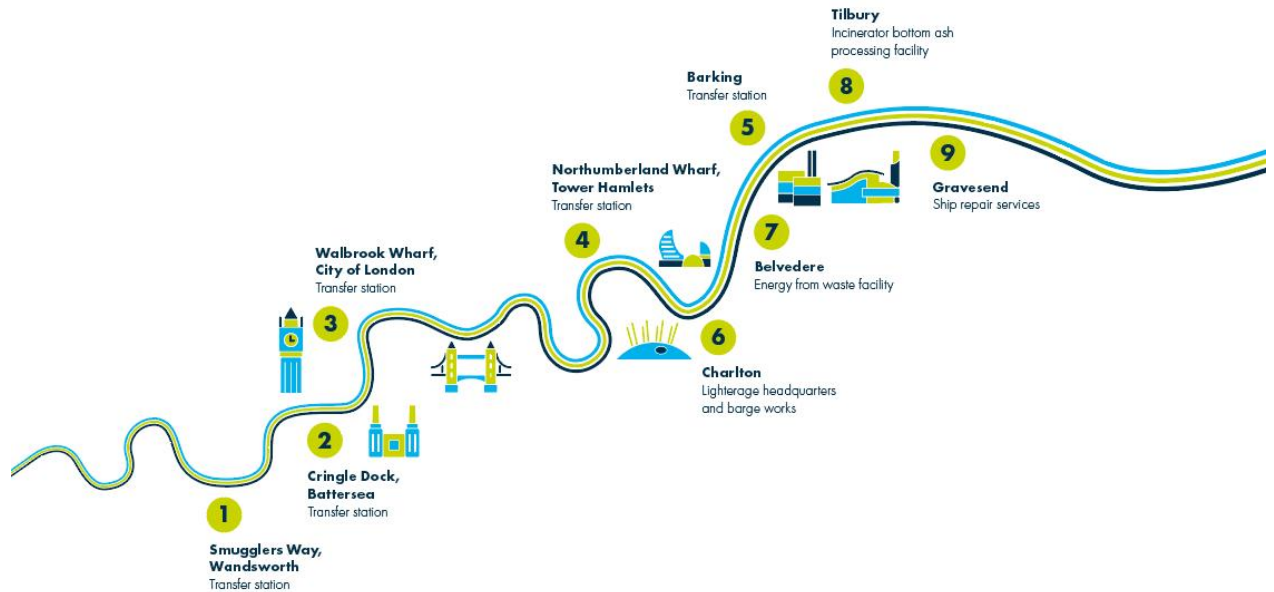 1
Smugglers Way,
Wandsworth
Transfer station
2
Cringle Dock,
Battersea
Transfer station
Walbrook Wharf,
City of London
Transfer station
3
Northumberland Wharf,
Tower Hamlets
Transfer station
4
Barking
Transfer station
5
6
Charlton
Lighterage headquarters
and barge works
7
Belvedere
Energy from waste facility
Tilbury
Incinerator bottom ash
processing facility
8
9
Gravesend
Ship repair services